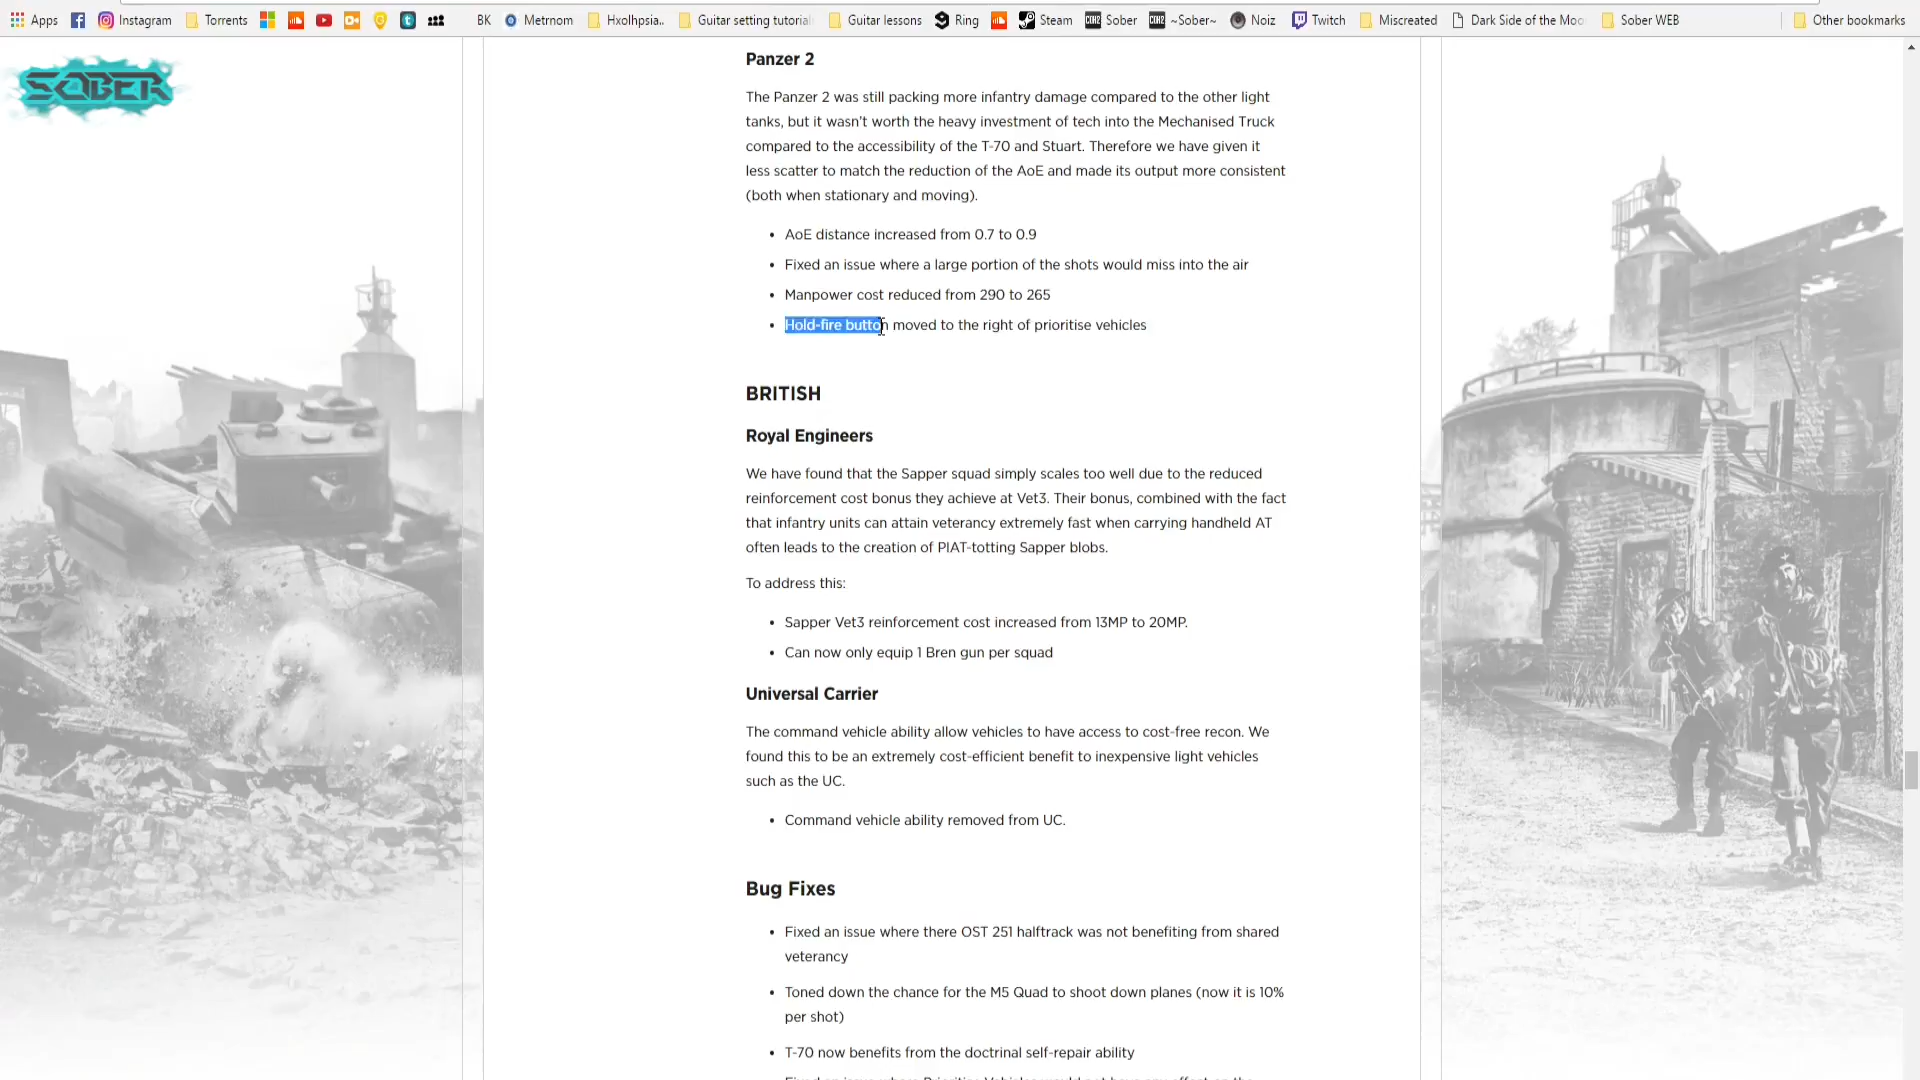 Apps Instagram Torrents BK Metrnom Hxolhpsia.. Guitar setting tutorial Guitar lessons Ring Steam Sober ~Sober~ Noiz Twitch Miscreated Dark Side of the Moo Sober WEB Other bookmarks
SOBER
Panzer 2
The Panzer 2 was still packing more infantry damage compared to the other light
tanks, but it wasn't worth the heavy investment of tech into the Mechanised Truck
compared to the accessibility of the T-70 and Stuart. Therefore we have given it
less scatter to match the reduction of the AoE and made its output more consistent
(both when stationary and moving).
• AoE distance increased from 0.7 to 0.9
• Fixed an issue where a large portion of the shots would miss into the air
• Manpower cost reduced from 290 to 265
• Hold-fire button moved to the right of prioritise vehicles
BRITISH
Royal Engineers
We have found that the Sapper squad simply scales too well due to the reduced
reinforcement cost bonus they achieve at Vet3. Their bonus, combined with the fact
that infantry units can attain veterancy extremely fast when carrying handheld AT
often leads to the creation of PIAT-totting Sapper blobs.
To address this:
• Sapper Vet3 reinforcement cost increased from 13MP to 20MP.
• Can now only equip 1 Bren gun per squad
Universal Carrier
The command vehicle ability allow vehicles to have access to cost-free recon. We
found this to be an extremely cost-efficient benefit to inexpensive light vehicles
such as the UC.
• Command vehicle ability removed from UC.
Bug Fixes
• Fixed an issue where there OST 251 halftrack was not benefiting from shared
veterancy
• Toned down the chance for the M5 Quad to shoot down planes (now it is 10%
per shot)
• T-70 now benefits from the doctrinal self-repair ability
Fixed an issue where Prioritize Vehicles would not have any effect on the